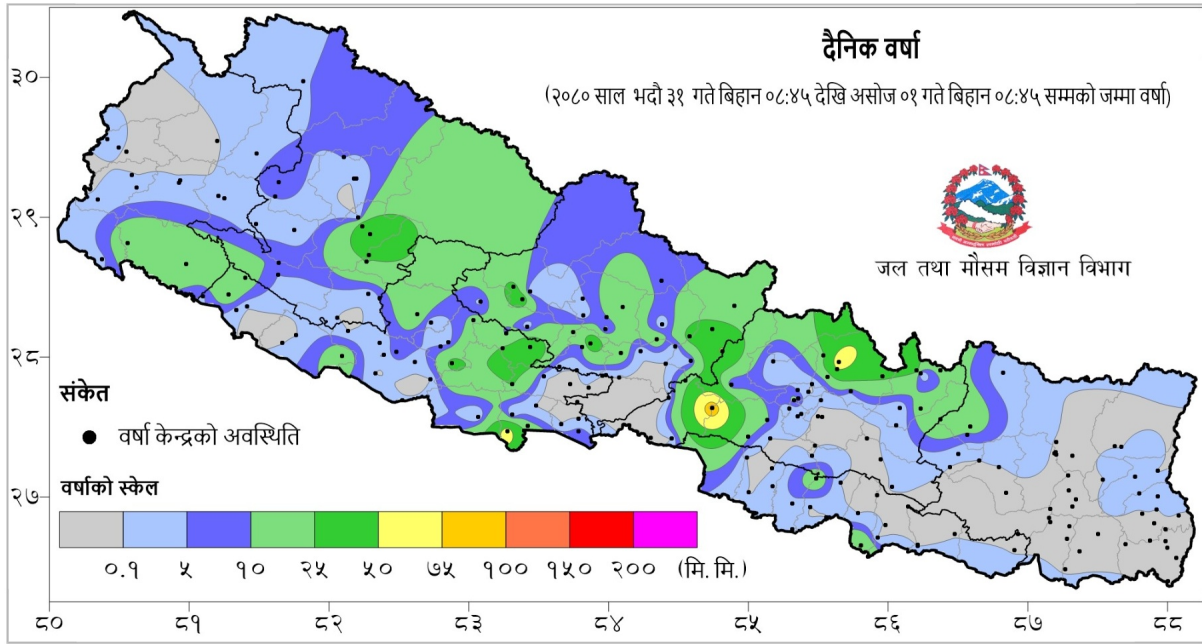 दैनिक वर्षा
(२०८० साल भदौ ३१ गते बिहान ०८:४५ देखि असोज ०१ गते बिहान ०८:४५ सम्मको जम्मा वर्षा)
जल तथा मौसम विज्ञान विभाग
३०
२९
२८
२७
संकेत
वर्षा केन्द्रको अवस्थिति
वर्षाको स्केल
०.१ ५ १० २५ ५० ७५ १०० १५० २०० (मि. मि.)
८० ८१ ८२ ८३ ८४ ८५ ८६ ८७ ८८